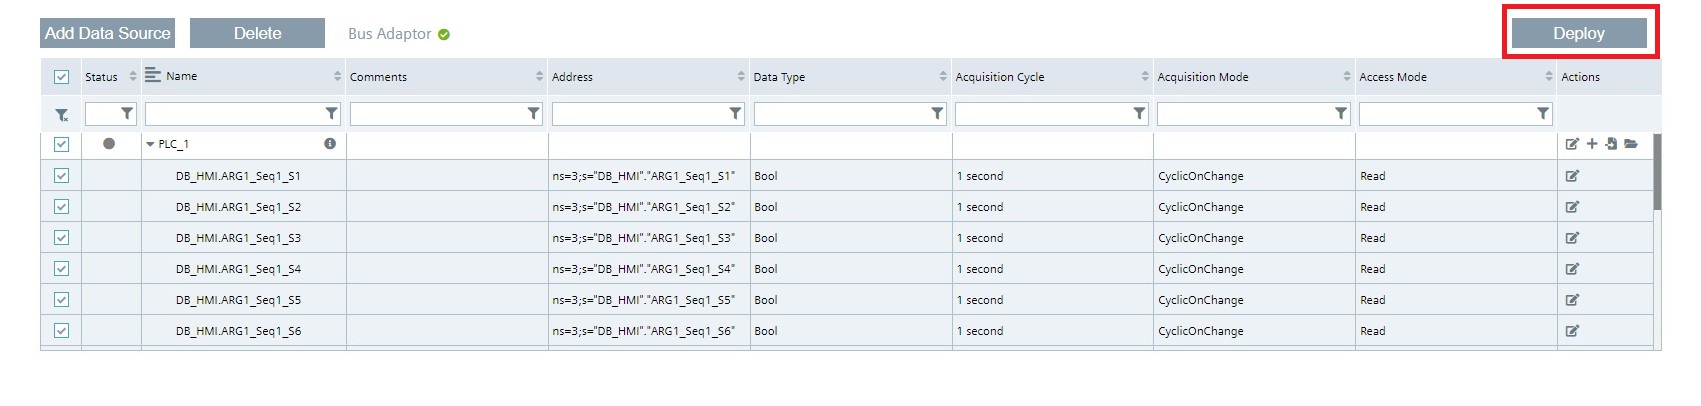 Add Data Source Delete Bus Adaptor Deploy
Status Name Comments Address Data Type Acquisition Cycle Acquisition Mode Access Mode Actions
PLC_1
DB_HMI.ARG1_Seq1_S1 ns=3;s="DB_HMI"."ARG1_Seq1_S1" Bool 1 second CyclicOnChange Read
DB_HMI.ARG1_Seq1_S2 ns=3;s="DB_HMI"."ARG1_Seq1_S2" Bool 1 second CyclicOnChange Read
DB_HMI.ARG1_Seq1_S3 ns=3;s="DB_HMI"."ARG1_Seq1_S3" Bool 1 second CyclicOnChange Read
DB_HMI.ARG1_Seq1_S4 ns=3;s="DB_HMI"."ARG1_Seq1_S4" Bool 1 second CyclicOnChange Read
DB_HMI.ARG1_Seq1_S5 ns=3;s="DB_HMI"."ARG1_Seq1_S5" Bool 1 second CyclicOnChange Read
DB_HMI.ARG1_Seq1_S6 ns=3;s="DB_HMI"."ARG1_Seq1_S6" Bool 1 second CyclicOnChange Read